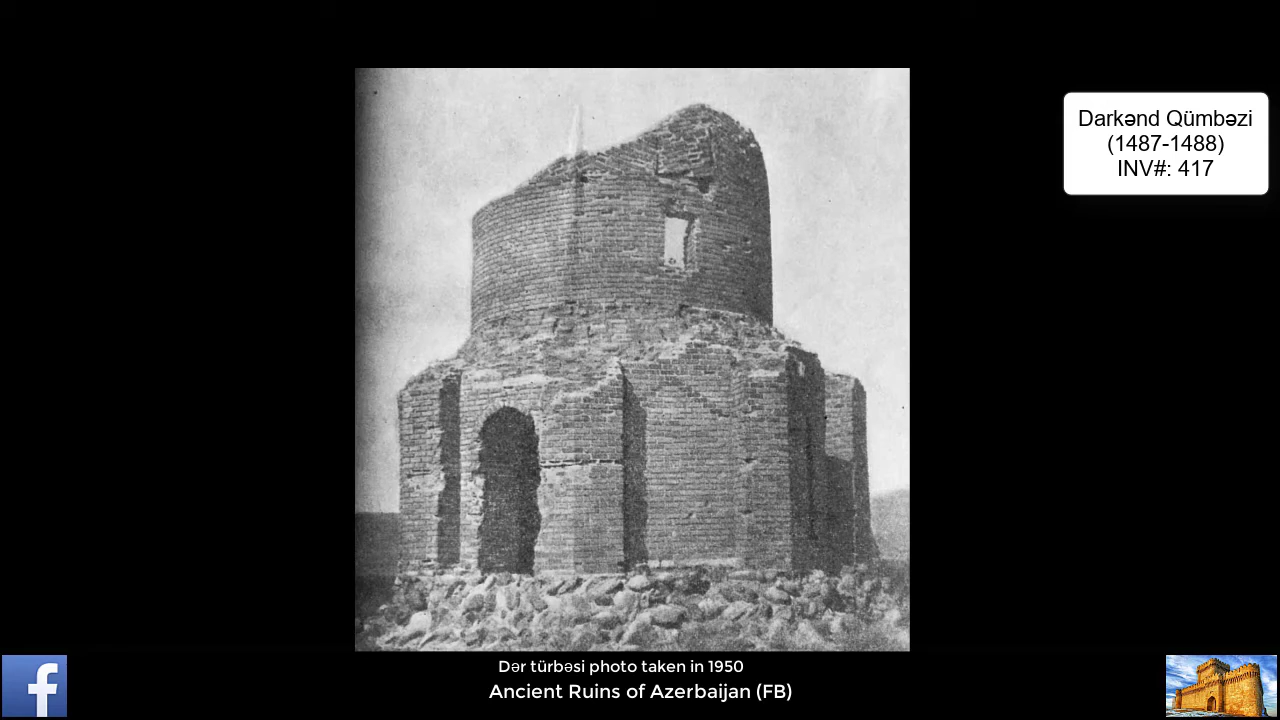 Darkənd Qümbəzi
(1487-1488)
INV#: 417
Dər türbəsi photo taken in 1950
Ancient Ruins of Azerbaijan (FB)